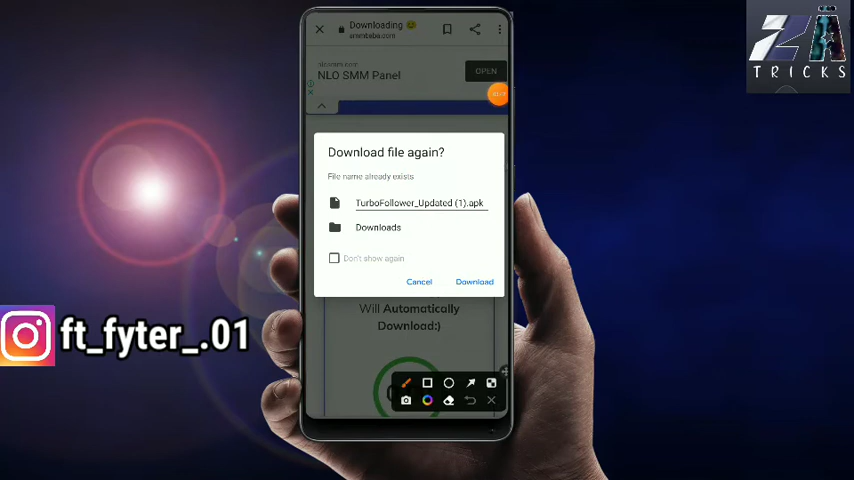 Downloading 😊
NLO SMM Panel
OPEN
Download file again?
File name already exists
TurboFollower_Updated (1).apk
Downloads
Don't show again
Cancel
Download
Will Automatically
Download:)
ft_fyter_.01
ZA
TRICKS